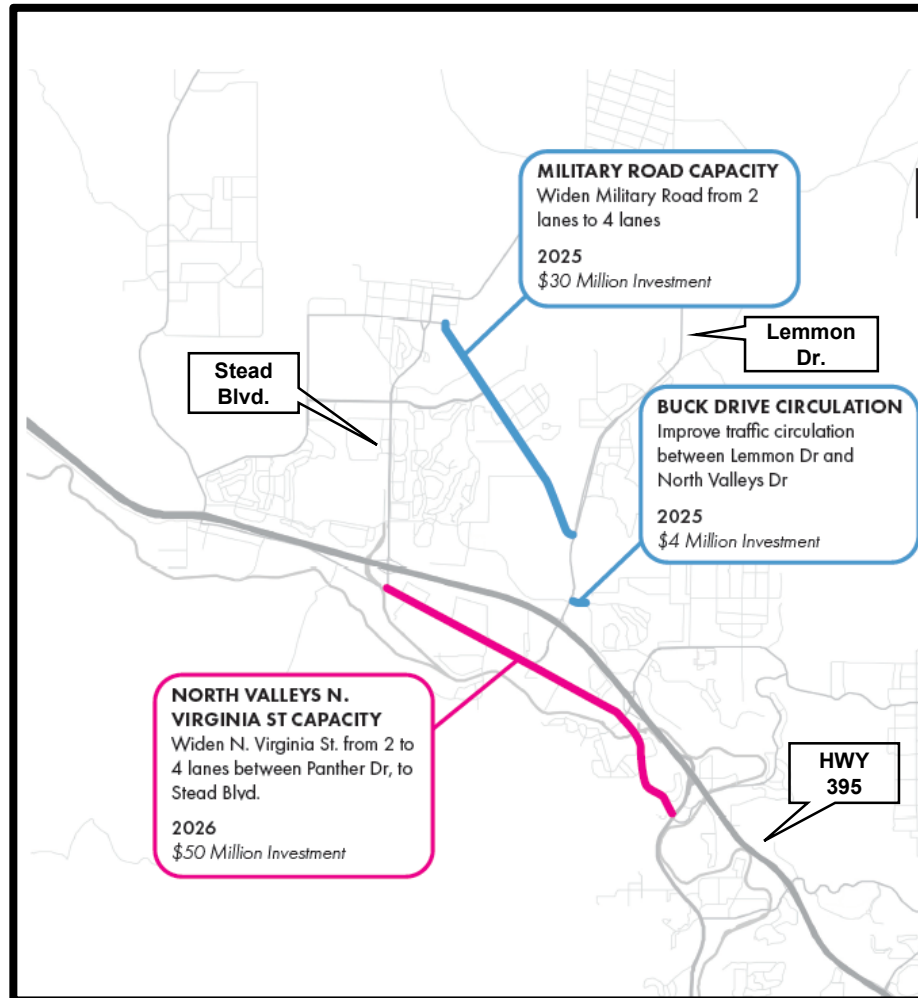 MILITARY ROAD CAPACITY
Widen Military Road from 2
lanes to 4 lanes
2025
$30 Million Investment
Lemmon
Dr.
Stead
Blvd.
BUCK DRIVE CIRCULATION
Improve traffic circulation
between Lemmon Dr and
North Valleys Dr
2025
$4 Million Investment
NORTH VALLEYS N.
VIRGINIA ST CAPACITY
Widen N. Virginia St. from 2 to
4 lanes between Panther Dr, to
Stead Blvd.
2026
$50 Million Investment
HWY
395